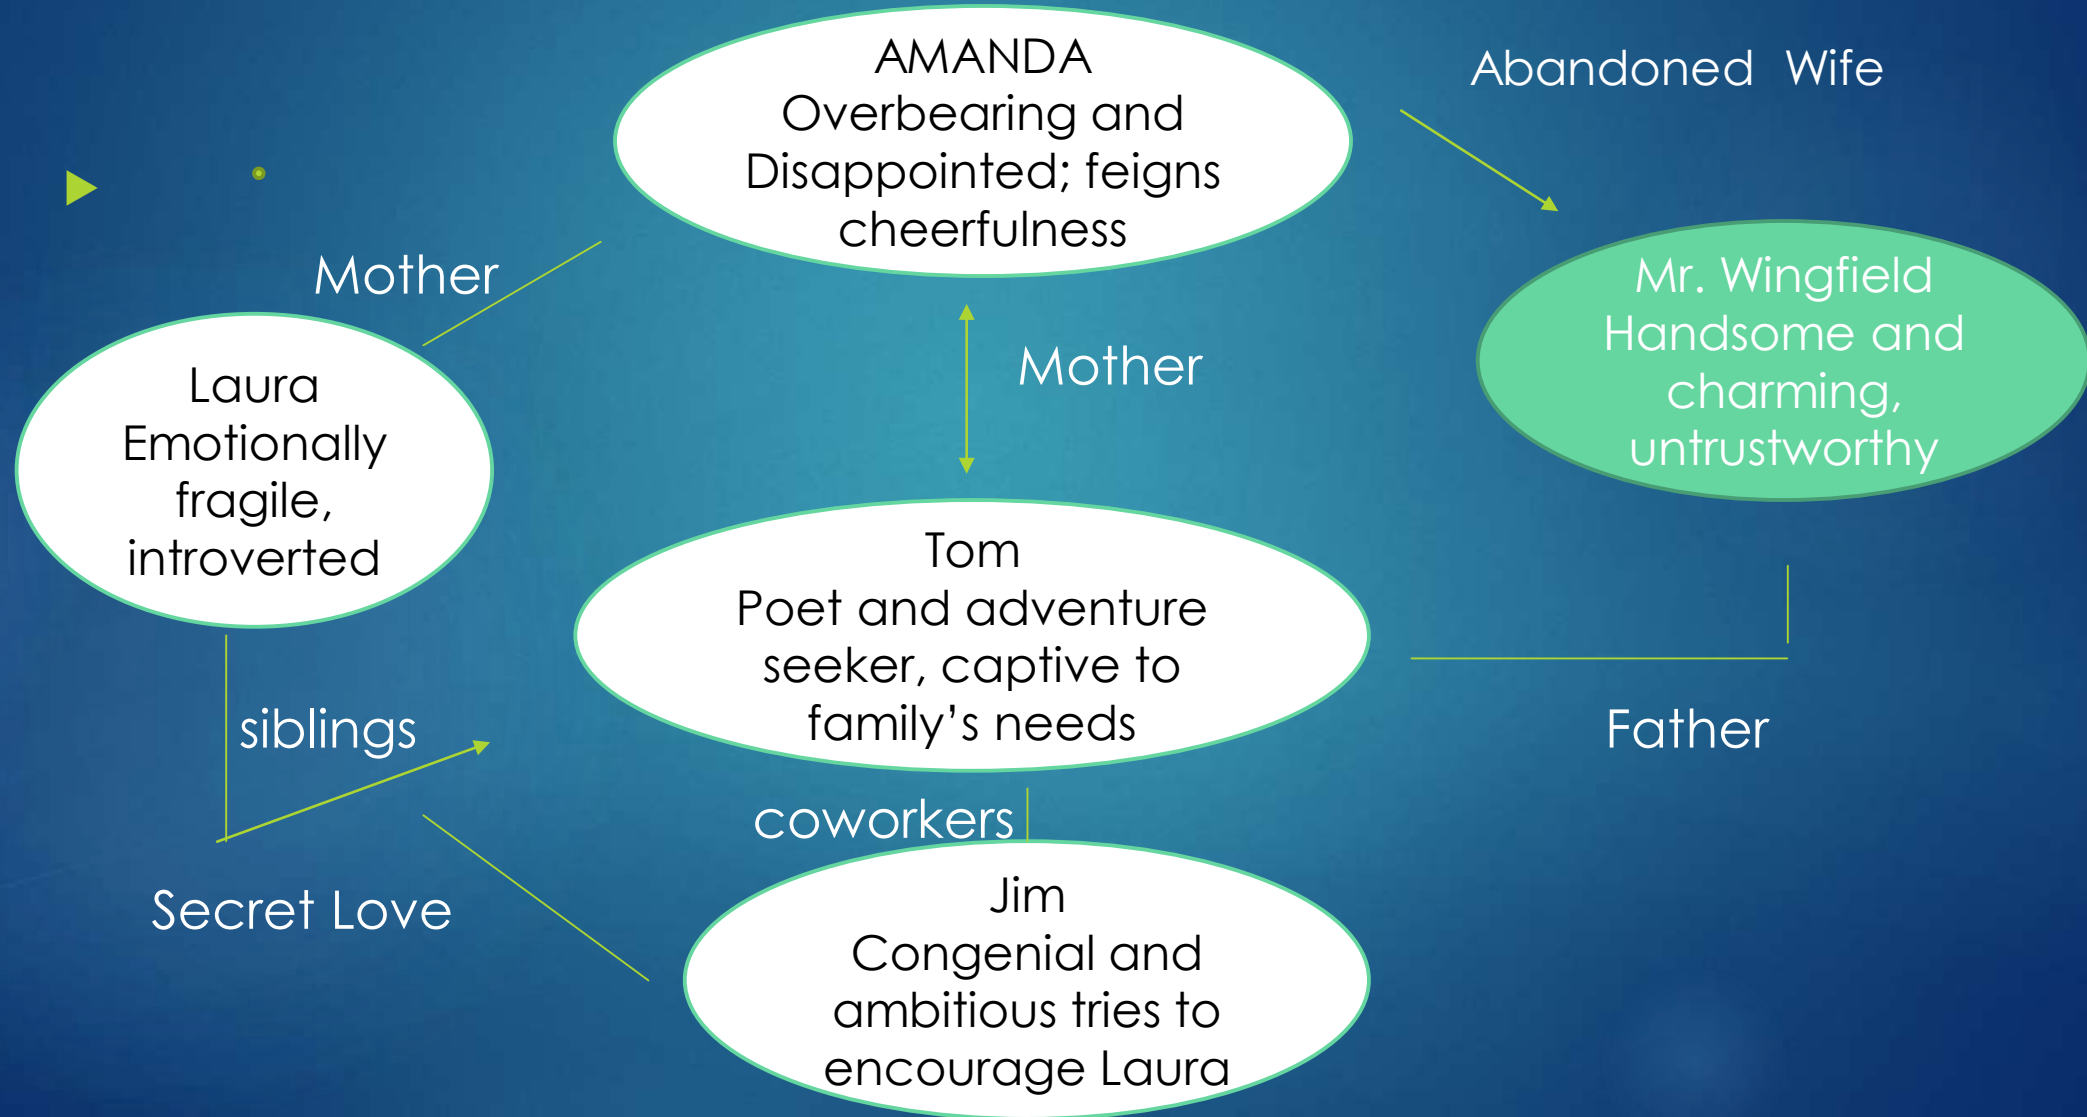 AMANDA
Overbearing and
Disappointed; feigns
cheerfulness
Abandoned  Wife
Mother
Mr. Wingfield
Handsome and
charming,
untrustworthy
Mother
Laura
Emotionally
fragile,
introverted
Tom
Poet and adventure
seeker, captive to
family’s needs
siblings
Father
coworkers
Secret Love
Jim
Congenial and
ambitious tries to
encourage Laura